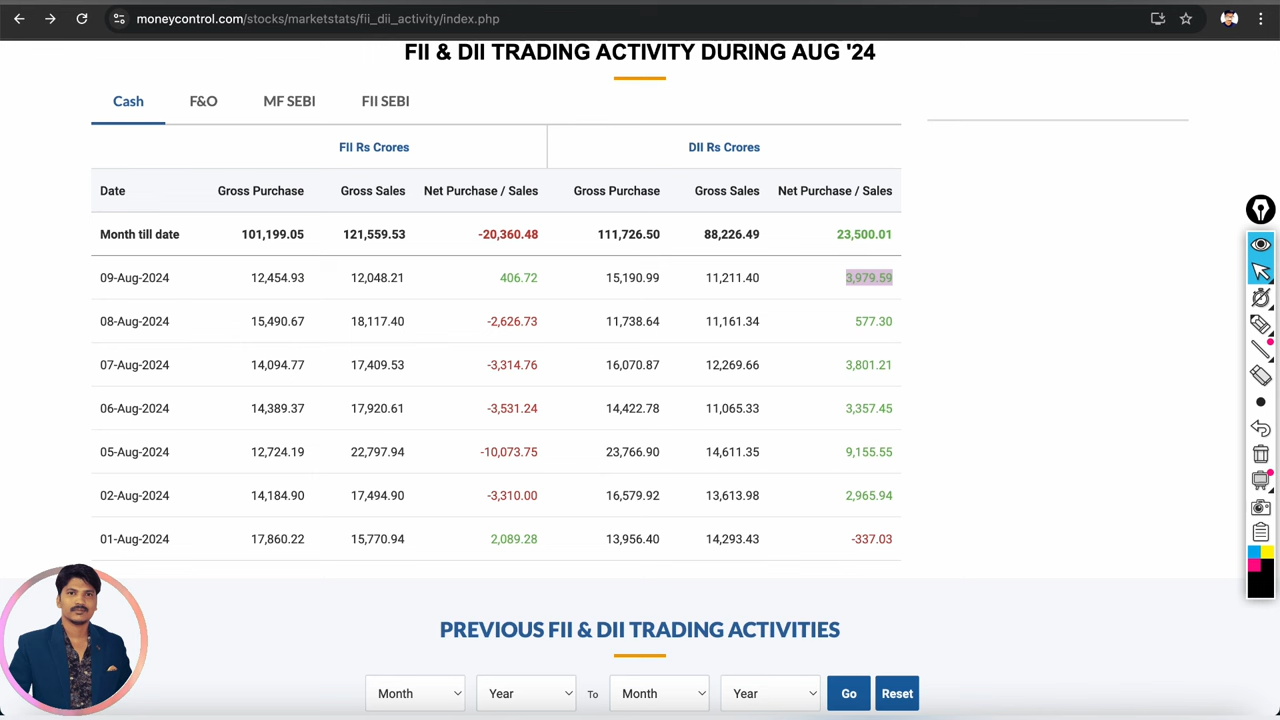 moneycontrol.com/stocks/marketstats/fii_dii_activity/index.php
FII & DII TRADING ACTIVITY DURING AUG '24
Cash F&O MF SEBI FII SEBI
FII Rs Crores DII Rs Crores
Date Gross Purchase Gross Sales Net Purchase / Sales Gross Purchase Gross Sales Net Purchase / Sales
Month till date 101,199.05 121,559.53 -20,360.48 111,726.50 88,226.49 23,500.01
09-Aug-2024 12,454.93 12,048.21 406.72 15,190.99 11,211.40 3,979.59
08-Aug-2024 15,490.67 18,117.40 -2,626.73 11,738.64 11,161.34 577.30
07-Aug-2024 14,094.77 17,409.53 -3,314.76 16,070.87 12,269.66 3,801.21
06-Aug-2024 14,389.37 17,920.61 -3,531.24 14,422.78 11,065.33 3,357.45
05-Aug-2024 12,724.19 22,797.94 -10,073.75 23,766.90 14,611.35 9,155.55
02-Aug-2024 14,184.90 17,494.90 -3,310.00 16,579.92 13,613.98 2,965.94
01-Aug-2024 17,860.22 15,770.94 2,089.28 13,956.40 14,293.43 -337.03
PREVIOUS FII & DII TRADING ACTIVITIES
Month Year To Month Year Go Reset